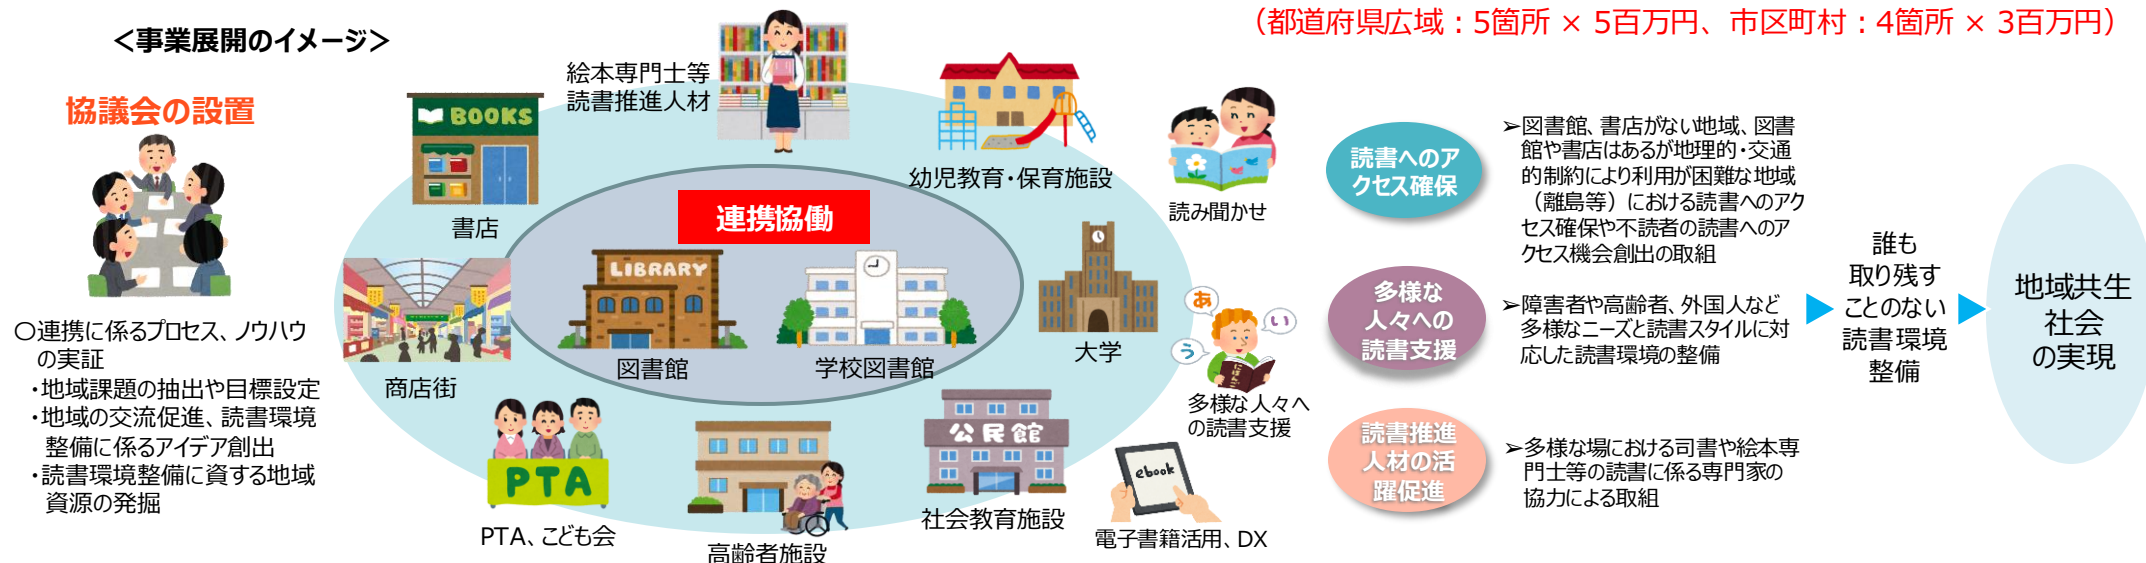 （都道府県広域：5箇所 × 5百万円、市区町村：4箇所 × 3百万円）
＜事業展開のイメージ＞
協議会の設置
〇連携に係るプロセス、ノウハウ
の実証
・地域課題の抽出や目標設定
・地域の交流促進、読書環境
整備に係るアイデア創出
・読書環境整備に資する地域
資源の発掘
絵本専門士等
読書推進人材
BOOKS
書店
幼児教育・保育施設
読み聞かせ
連携協働
LIBRARY
図書館
学校図書館
商店街
大学
あ
い
う
にほんご
多様な人々へ
の読書支援
PTA
PTA、こども会
高齢者施設
公民館
社会教育施設
ebook
電子書籍活用、DX
読書へのア
クセス確保
➢図書館、書店がない地域、図書
館や書店はあるが地理的・交通
的制約により利用が困難な地域
（離島等）における読書へのアク
セス確保や不読者の読書へのア
クセス機会創出の取組
多様な
人々への
読書支援
➢障害者や高齢者、外国人など
多様なニーズと読書スタイルに対
応した読書環境の整備
読書推進
人材の活
躍促進
➢多様な場における司書や絵本専
門士等の読書に係る専門家の
協力による取組
誰も
取り残す
ことのない
読書環境
整備
地域共生
社会
の実現